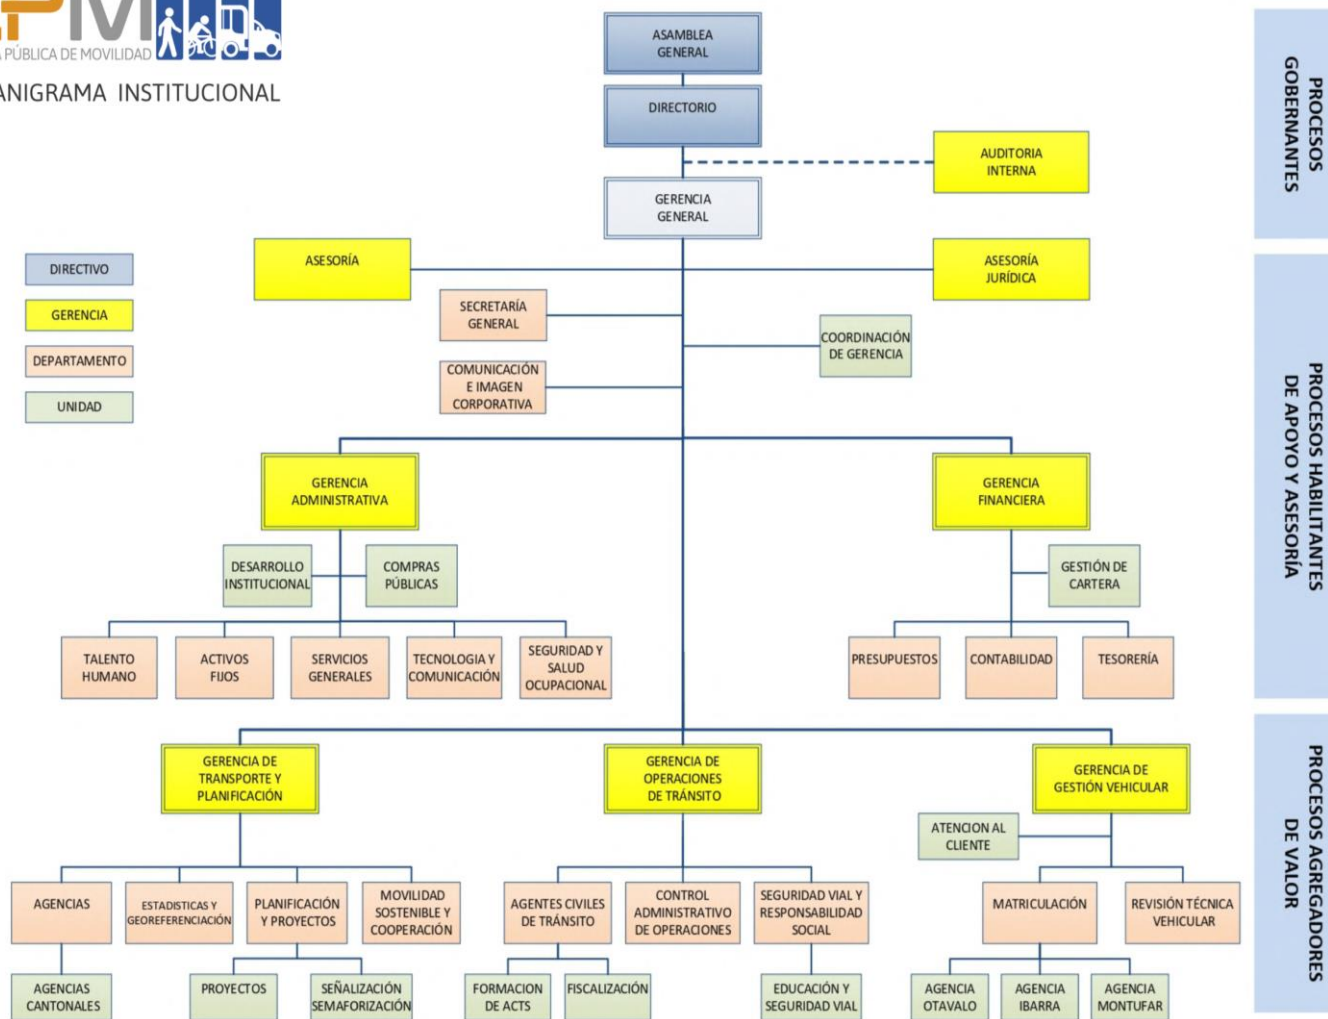 PM
PÚBLICA DE MOVILIDAD
ANIGRAMA INSTITUCIONAL
ASAMBLEA
GENERAL
DIRECTORIO
AUDITORIA
INTERNA
GERENCIA
GENERAL
PROCESOS
GOBERNANTES
DIRECTIVO
GERENCIA
DEPARTAMENTO
UNIDAD
ASESORÍA
ASESORÍA
JURÍDICA
SECRETARÍA
GENERAL
COORDINACIÓN
DE GERENCIA
COMUNICACIÓN
E IMAGEN
CORPORATIVA
PROCESOS HABILITANTES
DE APOYO Y ASESORÍA
GERENCIA
ADMINISTRATIVA
GERENCIA
FINANCIERA
DESARROLLO
INSTITUCIONAL
COMPRAS
PÚBLICAS
GESTIÓN DE
CARTERA
TALENTO
HUMANO
ACTIVOS
FIJOS
SERVICIOS
GENERALES
TECNOLOGIA Y
COMUNICACIÓN
SEGURIDAD Y
SALUD
OCUPACIONAL
PRESUPUESTOS
CONTABILIDAD
TESORERÍA
PROCESOS AGREGADORES
DE VALOR
GERENCIA DE
TRANSPORTE Y
PLANIFICACIÓN
GERENCIA DE
OPERACIONES
DE TRÁNSITO
GERENCIA DE
GESTIÓN VEHICULAR
ATENCION AL
CLIENTE
AGENCIAS
ESTADISTICAS Y
GEOREFERENCIACIÓN
PLANIFICACIÓN
Y PROYECTOS
MOVILIDAD
SOSTENIBLE Y
COOPERACIÓN
AGENTES CIVILES
DE TRÁNSITO
CONTROL
ADMINISTRATIVO
DE OPERACIONES
SEGURIDAD VIAL Y
RESPONSABILIDAD
SOCIAL
MATRICULACIÓN
REVISIÓN TÉCNICA
VEHICULAR
AGENCIAS
CANTONALES
PROYECTOS
SEÑALIZACIÓN
SEMAFORIZACIÓN
FORMACION
DE ACTS
FISCALIZACIÓN
EDUCACIÓN Y
SEGURIDAD VIAL
AGENCIA
OTAVALO
AGENCIA
IBARRA
AGENCIA
MONTUFAR